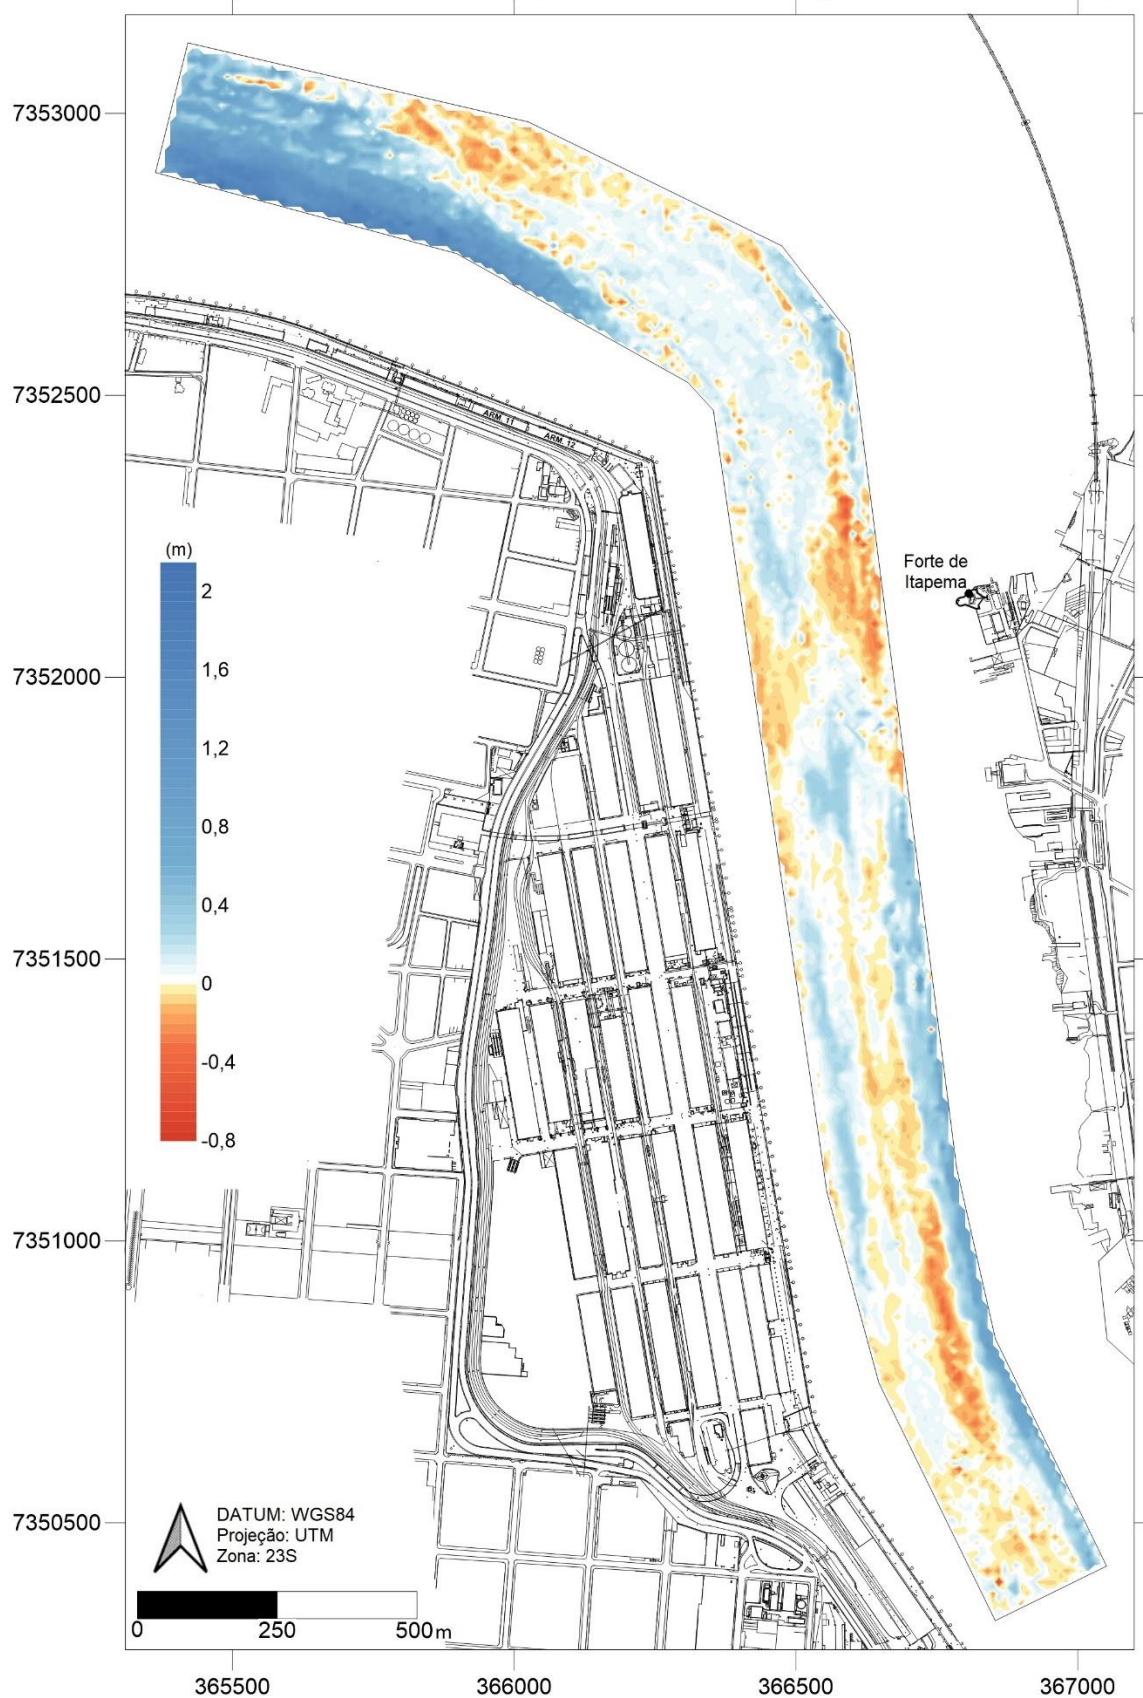 7353000
7352500
ARM. 11
ARM. 12
(m)
2
1,6
1,2
0,8
0,4
0
-0,4
-0,8
Forte de
Itapema
7352000
7351500
7351000
7350500
DATUM: WGS84
Projeção: UTM
Zona: 23S
0
250
500m
365500
366000
366500
367000